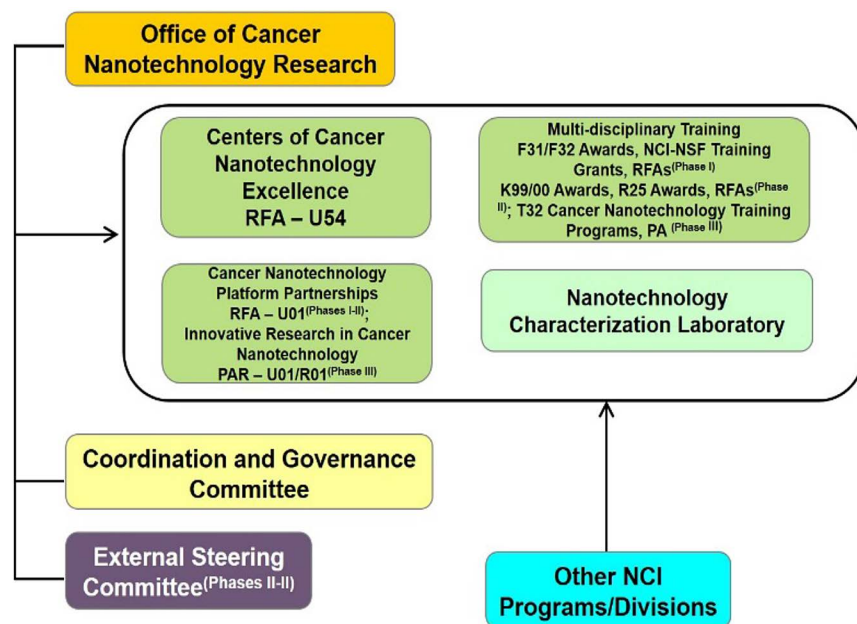 Office of Cancer
Nanotechnology Research
Centers of Cancer
Nanotechnology
Excellence
RFA – U54
Multi-disciplinary Training
F31/F32 Awards, NCI-NSF Training
Grants, RFAs(Phase I)
K99/00 Awards, R25 Awards, RFAs(Phase
II); T32 Cancer Nanotechnology Training
Programs, PA (Phase III)
Cancer Nanotechnology
Platform Partnerships
RFA – U01(Phases I-II);
Innovative Research in Cancer
Nanotechnology
PAR – U01/R01(Phase III)
Nanotechnology
Characterization Laboratory
Coordination and Governance
Committee
External Steering
Committee(Phases II-II)
Other NCI
Programs/Divisions